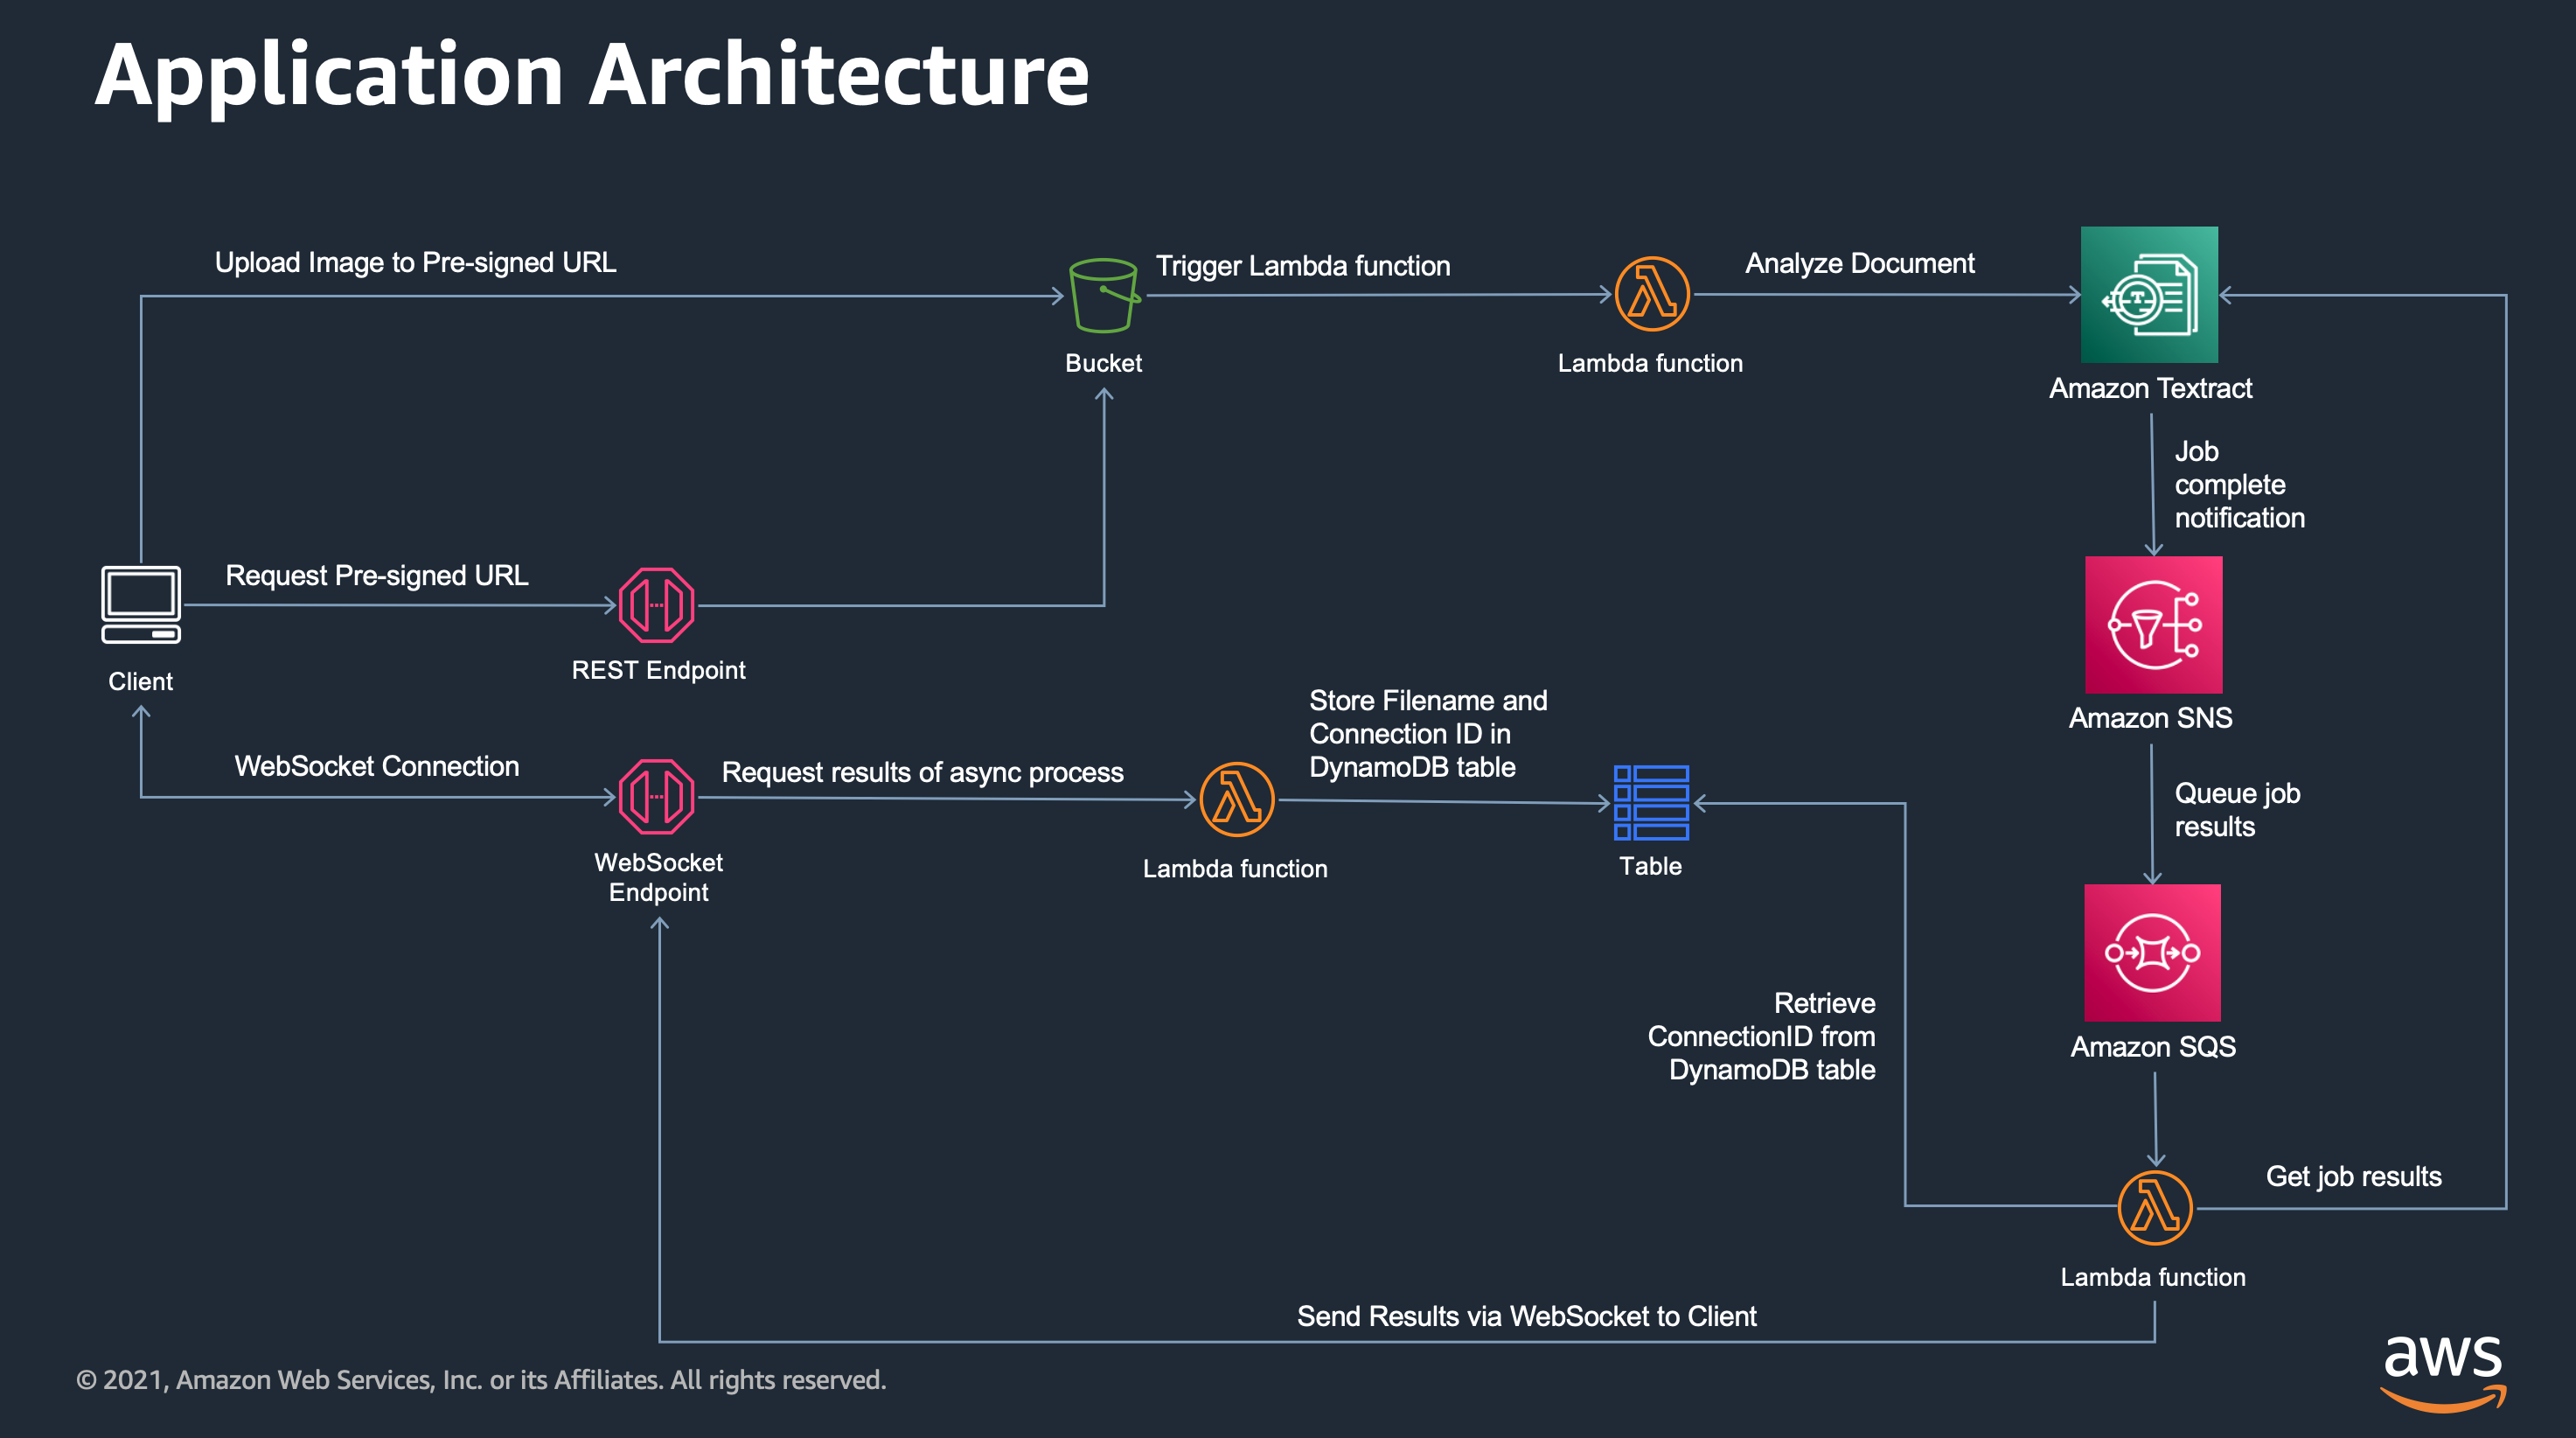 Application Architecture
Upload Image to Pre-signed URL
Trigger Lambda function
Analyze Document
Bucket
Lambda function
Amazon Textract
Job
complete
notification
Request Pre-signed URL
REST Endpoint
Client
Amazon SNS
Store Filename and
Connection ID in
DynamoDB table
WebSocket Connection
Request results of async process
WebSocket
Endpoint
Lambda function
Table
Queue job
results
Retrieve
ConnectionID from
DynamoDB table
Amazon SQS
Get job results
Lambda function
Send Results via WebSocket to Client
© 2021, Amazon Web Services, Inc. or its Affiliates. All rights reserved.
aws